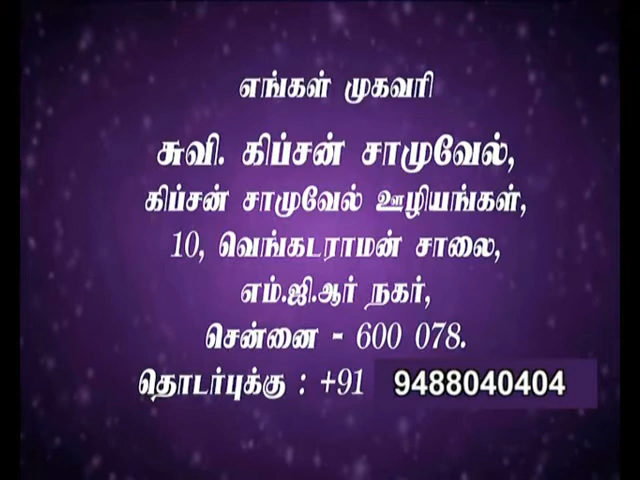 எங்கள் முகவரி
சுவி. கிப்சன் சாமுவேல்,
கிப்சன் சாமுவேல் ஊழியங்கள்,
10, வெங்கடராமன் சாலை,
எம்.ஜி.ஆர் நகர்,
சென்னை - 600 078.
தொடர்புக்கு : +91 9488040404